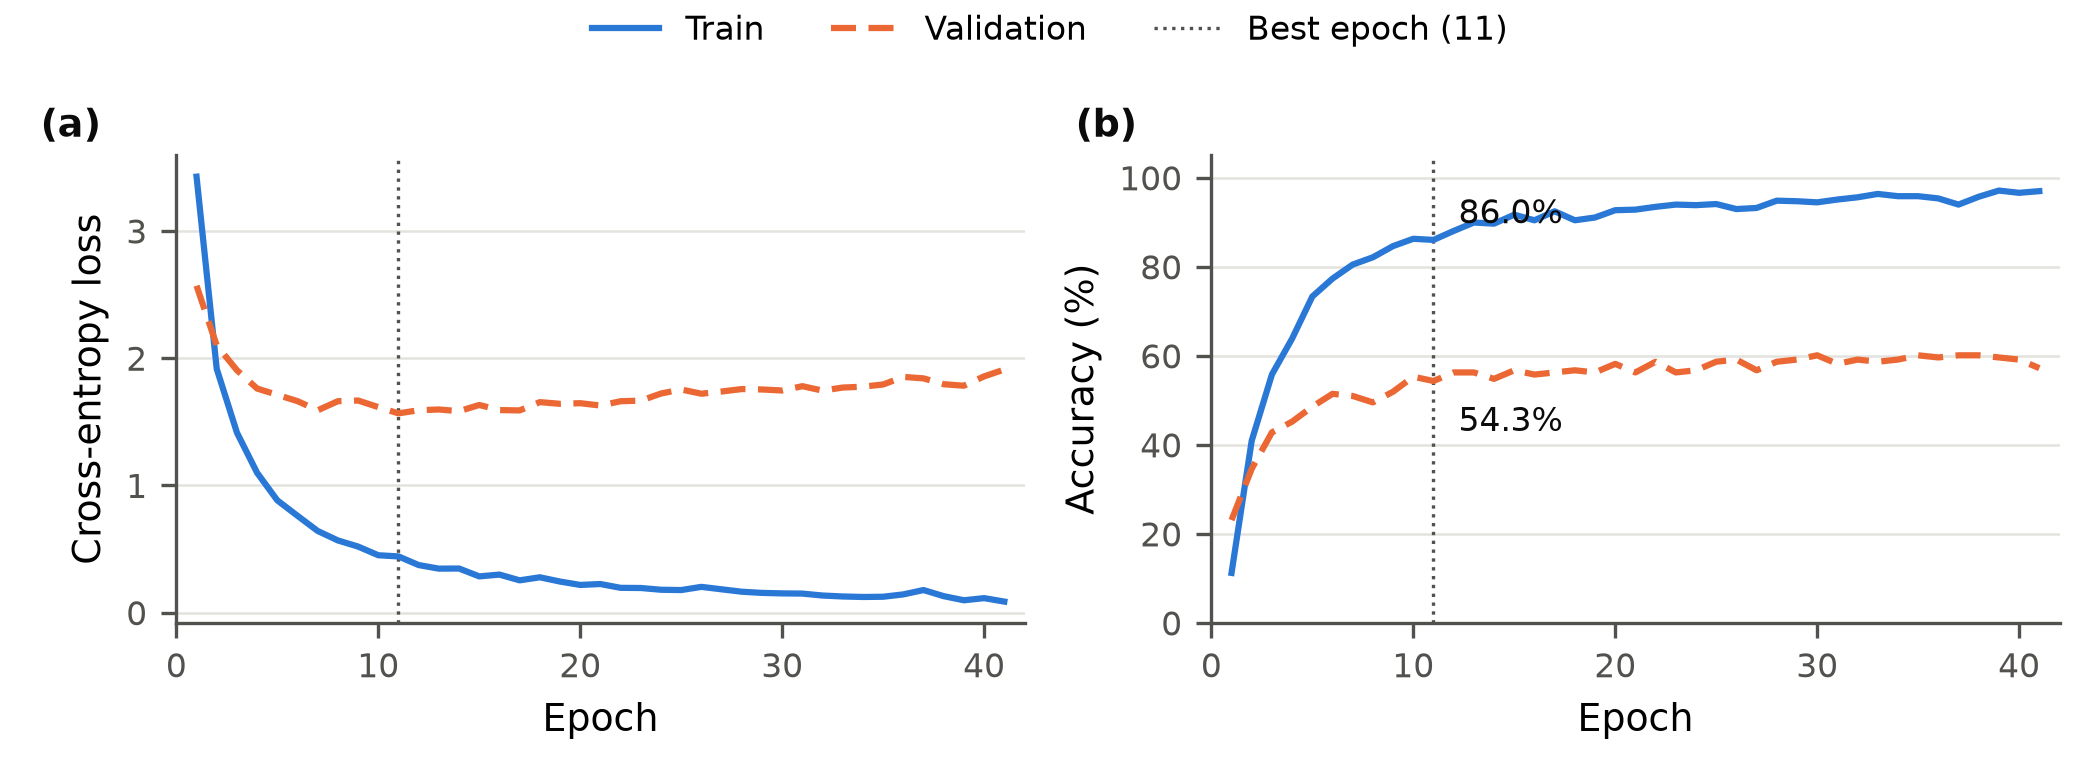 Train Validation Best epoch (11)
(a)
Cross-entropy loss
3
2
1
0
0 10 20 30 40
Epoch
(b)
Accuracy (%)
100
80
60
40
20
0
86.0%
54.3%
0 10 20 30 40
Epoch